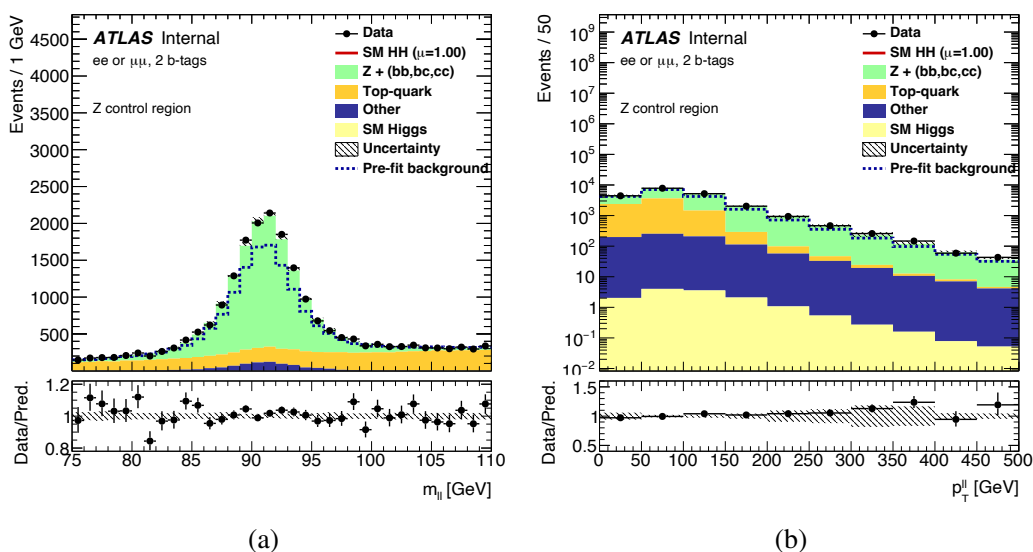 Events / 1 GeV
4500
4000
3500
3000
2500
2000
1500
1000
500
ATLAS Internal
ee or μμ, 2 b-tags
Z control region
Data
SM HH (μ=1.00)
Z + (bb,bc,cc)
Top-quark
Other
SM Higgs
Uncertainty
Pre-fit background
Data/Pred.
1.2
1
0.8
75 80 85 90 95 100 105 110
m_ll [GeV]
(a)
Events / 50
10^9
10^8
10^7
10^6
10^5
10^4
10^3
10^2
10
1
10^−1
10^−2
ATLAS Internal
ee or μμ, 2 b-tags
Z control region
Data
SM HH (μ=1.00)
Z + (bb,bc,cc)
Top-quark
Other
SM Higgs
Uncertainty
Pre-fit background
Data/Pred.
1.5
1
0.5
0 50 100 150 200 250 300 350 400 450 500
p_T^ll [GeV]
(b)